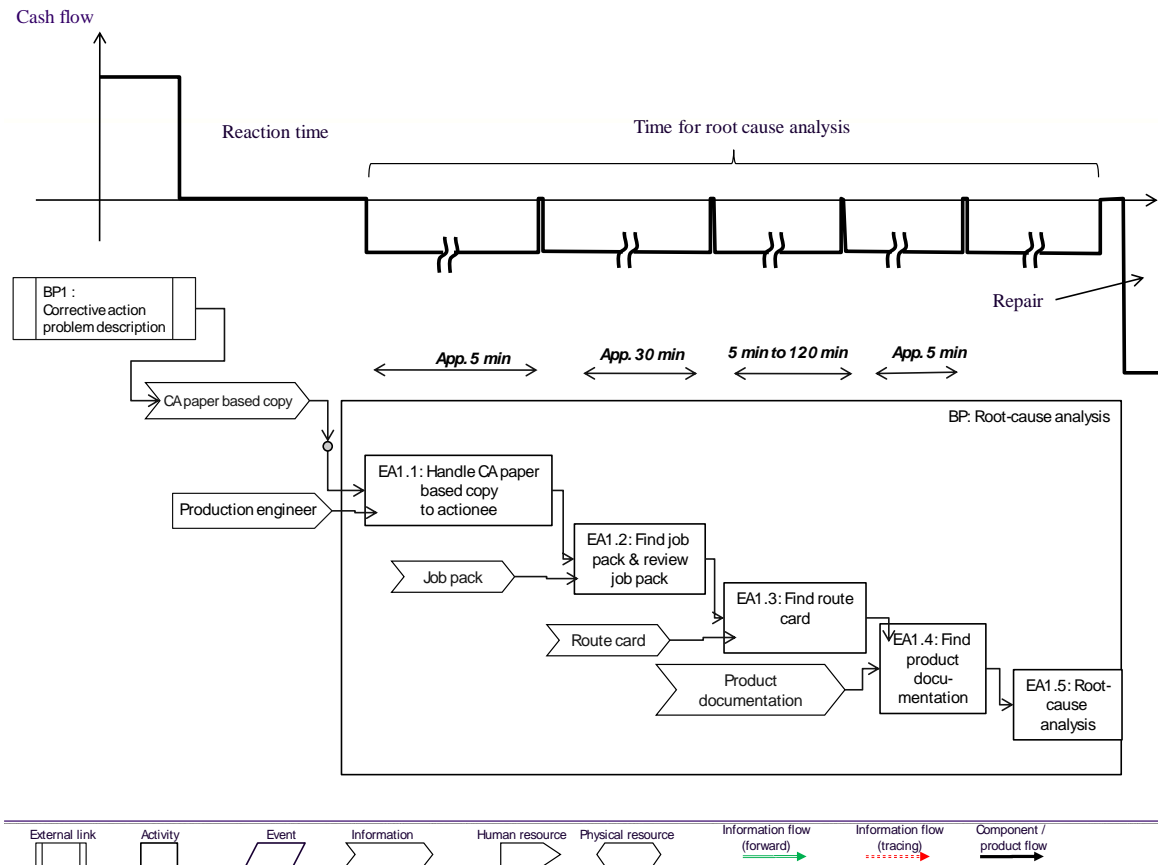 Cash flow
Reaction time
Time for root cause analysis
Repair
BP1 :
Corrective action
problem description
App. 5 min
App. 30 min
5 min to 120 min
App. 5 min
CA paper based copy
BP: Root-cause analysis
EA1.1: Handle CA paper
based copy
to actionee
Production engineer
EA1.2: Find job
pack & review
job pack
Job pack
EA1.3: Find route
card
Route card
EA1.4: Find
product
docu-
mentation
Product
documentation
EA1.5: Root-
cause
analysis
External link
Activity
Event
Information
Human resource
Physical resource
Information flow
(forward)
Information flow
(tracing)
Component /
product flow